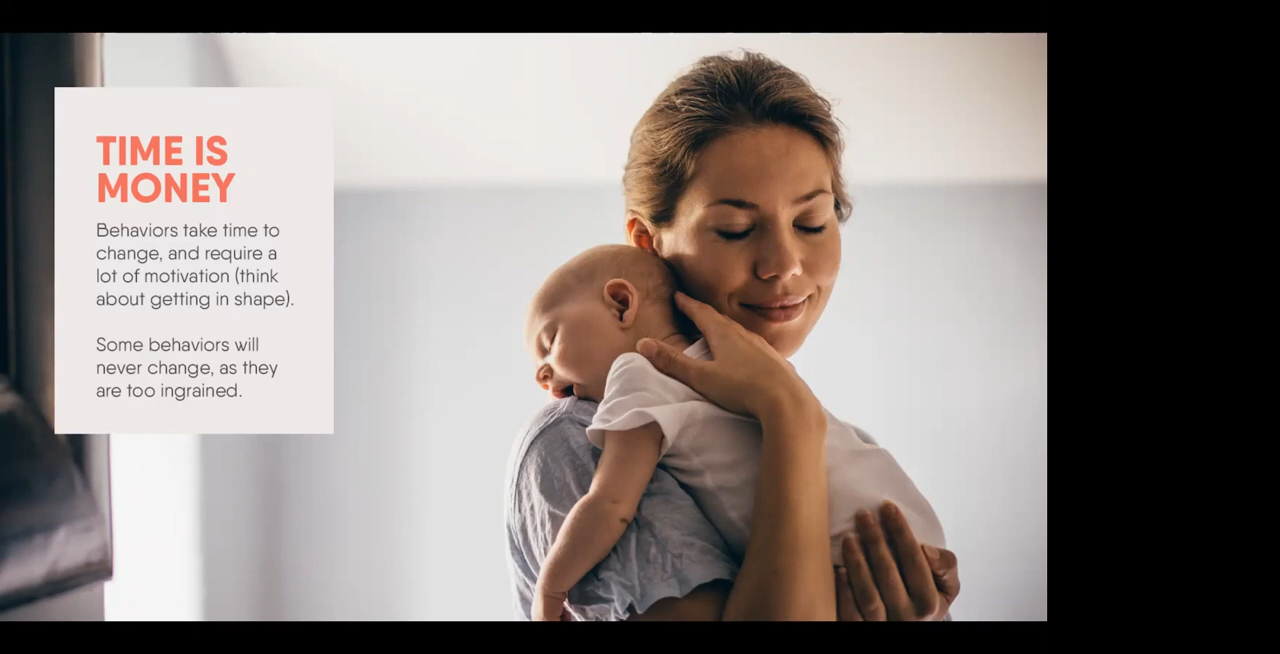 TIME IS
MONEY
Behaviors take time to
change, and require a
lot of motivation (think
about getting in shape).
Some behaviors will
never change, as they
are too ingrained.